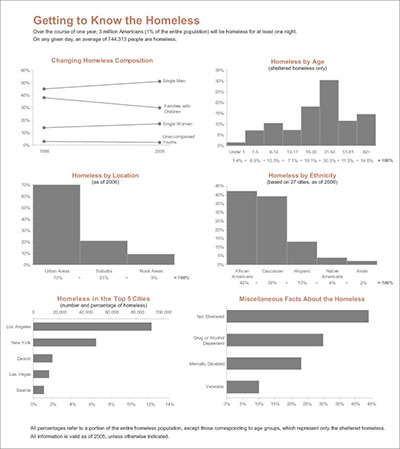 Getting to Know the Homeless
Over the course of one year, 3 million Americans (1% of the entire population) will be homeless for at least one night.
On any given day, an average of 744,313 people are homeless.
Changing Homeless Composition
60%
50%
40%
30%
20%
10%
0%
Single Men
Families with
Children
Single Women
Unaccompanied
Youths
1996
2005
Homeless by Age
(sheltered homeless only)
35%
30%
25%
20%
15%
10%
5%
0%
Under 1
1-5
6-12
13-17
18-30
31-50
51-61
62+
= 100%
Homeless by Location
(as of 2006)
70%
60%
50%
40%
30%
20%
10%
0%
Urban Areas
Suburbs
Rural Areas
70% + 21% + 9% = 100%
Homeless by Ethnicity
(based on 27 cities, as of 2006)
45%
40%
35%
30%
25%
20%
15%
10%
5%
0%
African
Americans
Caucasian
Hispanic
Native
Americans
Asian
42% + 39% + 13% + 4% + 2% = 100%
Homeless in the Top 5 Cities
(number and percentage of homeless)
0 20,000 40,000 60,000 80,000 100,000
Los Angeles
New York
Detroit
Las Vegas
Seattle
0% 2% 4% 6% 8% 10% 12% 14%
Miscellaneous Facts About the Homeless
Not Sheltered
Drug or Alcohol
Dependent
Mentally Disabled
Veterans
0% 5% 10% 15% 20% 25% 30% 35% 40% 45%
All percentages refer to a portion of the entire homeless population, except those corresponding to age groups, which represent only the sheltered homeless.
All information is valid as of 2005, unless otherwise indicated.